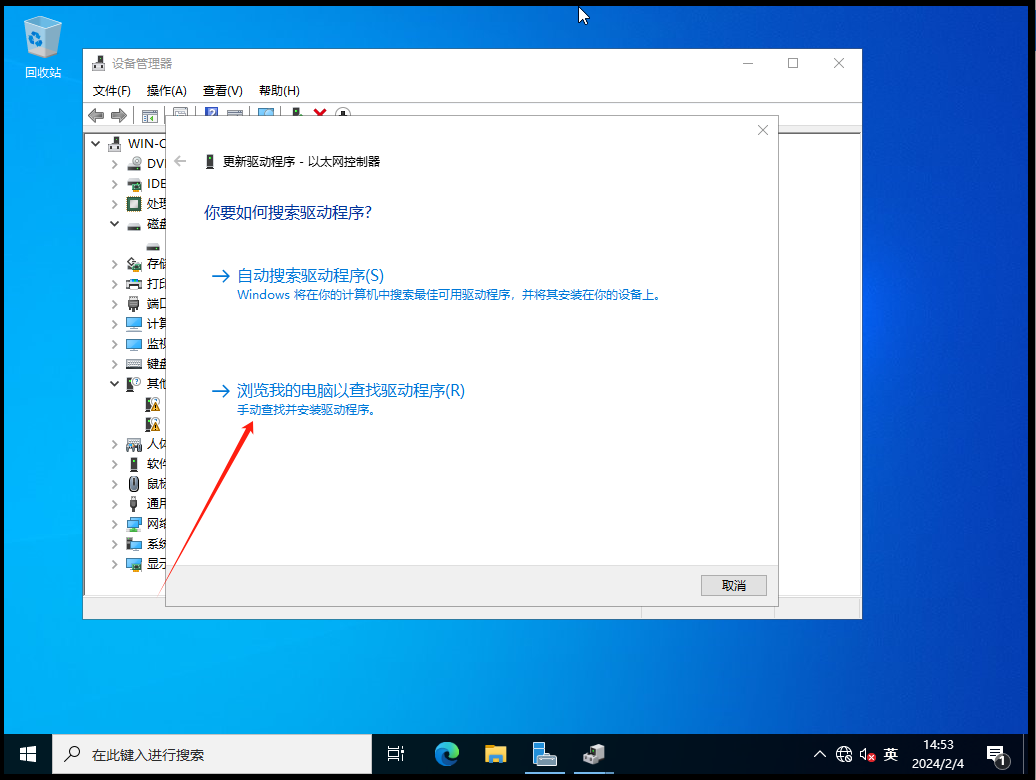 回收站
设备管理器
文件(F) 操作(A) 查看(V) 帮助(H)
WIN-
DV
IDE
处理
磁盘
存储
打印
端口
计算
监视
键盘
其他
人体
软件
鼠标
通用
网络
系统
显示
更新驱动程序 - 以太网控制器
你要如何搜索驱动程序?
自动搜索驱动程序(S)
Windows 将在你的计算机中搜索最佳可用驱动程序，并将其安装在你的设备上。
浏览我的电脑以查找驱动程序(R)
手动查找并安装驱动程序。
取消
在此键入进行搜索
英
14:53
2024/2/4
1